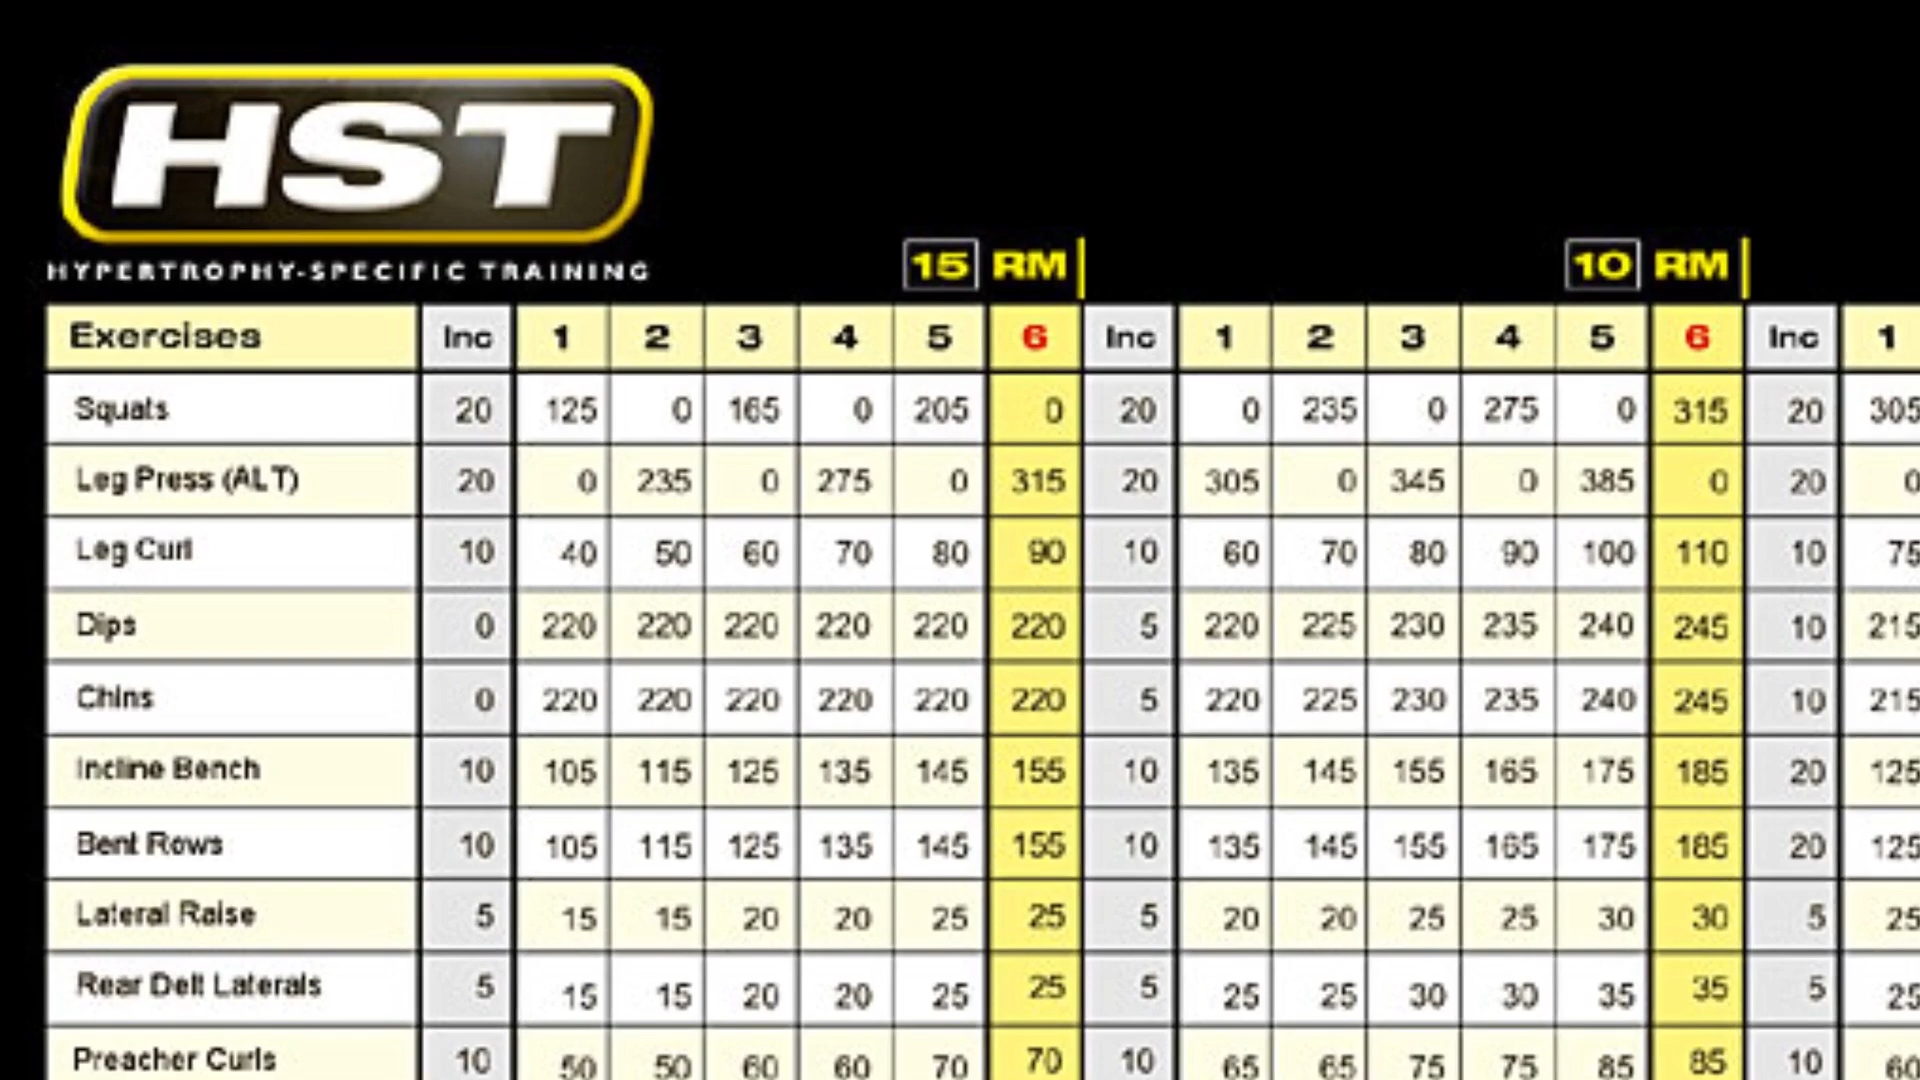 HST
HYPERTROPHY-SPECIFIC TRAINING
15 RM 10 RM
Exercises Inc 1 2 3 4 5 6 Inc 1 2 3 4 5 6 Inc 1
Squats 20 125 0 165 0 205 0 20 0 235 0 275 0 315 20 305
Leg Press (ALT) 20 0 235 0 275 0 315 20 305 0 345 0 385 0 20 0
Leg Curl 10 40 50 60 70 80 90 10 60 70 80 90 100 110 10 75
Dips 0 220 220 220 220 220 220 5 220 225 230 235 240 245 10 215
Chins 0 220 220 220 220 220 220 5 220 225 230 235 240 245 10 215
Incline Bench 10 105 115 125 135 145 155 10 135 145 155 165 175 185 20 125
Bent Rows 10 105 115 125 135 145 155 10 135 145 155 165 175 185 20 125
Lateral Raise 5 15 15 20 20 25 25 5 20 20 25 25 30 30 5 25
Rear Delt Laterals 5 15 15 20 20 25 25 5 25 25 30 30 35 35 5 25
Preacher Curls 10 50 50 60 60 70 70 10 65 65 75 75 85 85 10 60